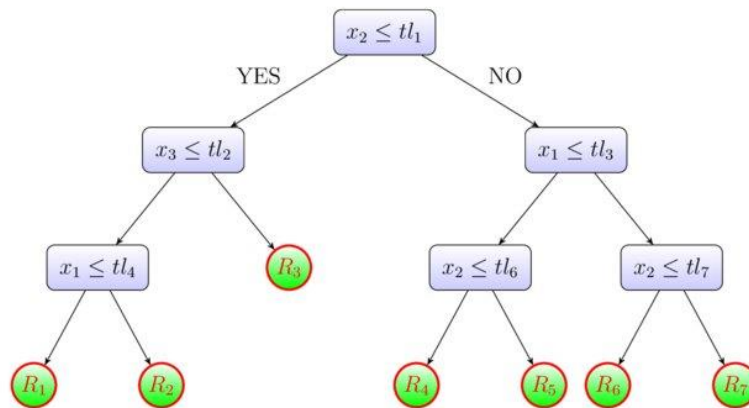 x₂ ≤ tl₁
YES NO
x₃ ≤ tl₂ x₁ ≤ tl₃
x₁ ≤ tl₄ R₃ x₂ ≤ tl₆ x₂ ≤ tl₇
R₁ R₂ R₄ R₅ R₆ R₇